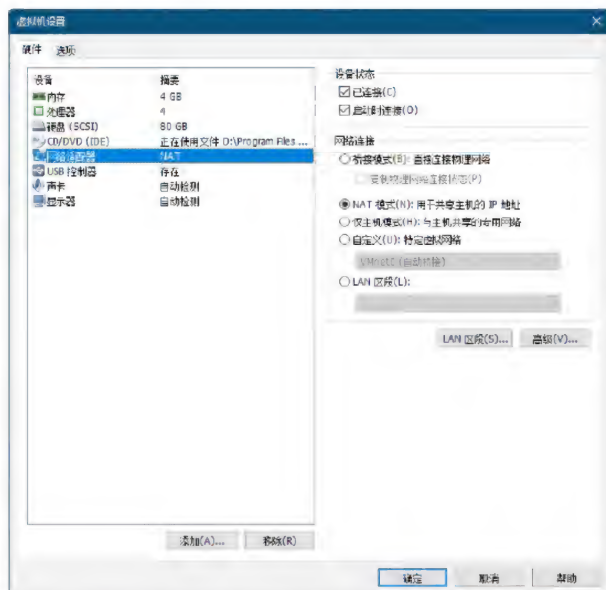 虚拟机设置
硬件 选项
设备 摘要
内存 4 GB
处理器 4
硬盘 (SCSI) 80 GB
CD/DVD (IDE) 正在使用文件 D:\Program Files ...
网络适配器 NAT
USB 控制器 存在
声卡 自动检测
显示器 自动检测
添加(A)... 移除(R)
设备状态
已连接(C)
启动时连接(O)
网络连接
桥接模式(B): 直接连接物理网络
复制物理网络连接状态(P)
NAT 模式(N): 用于共享主机的 IP 地址
仅主机模式(H): 与主机共享的专用网络
自定义(U): 特定虚拟网络
VMnet0 (自动桥接)
LAN 区段(L):
LAN 区段(S)... 高级(V)...
确定 取消 帮助